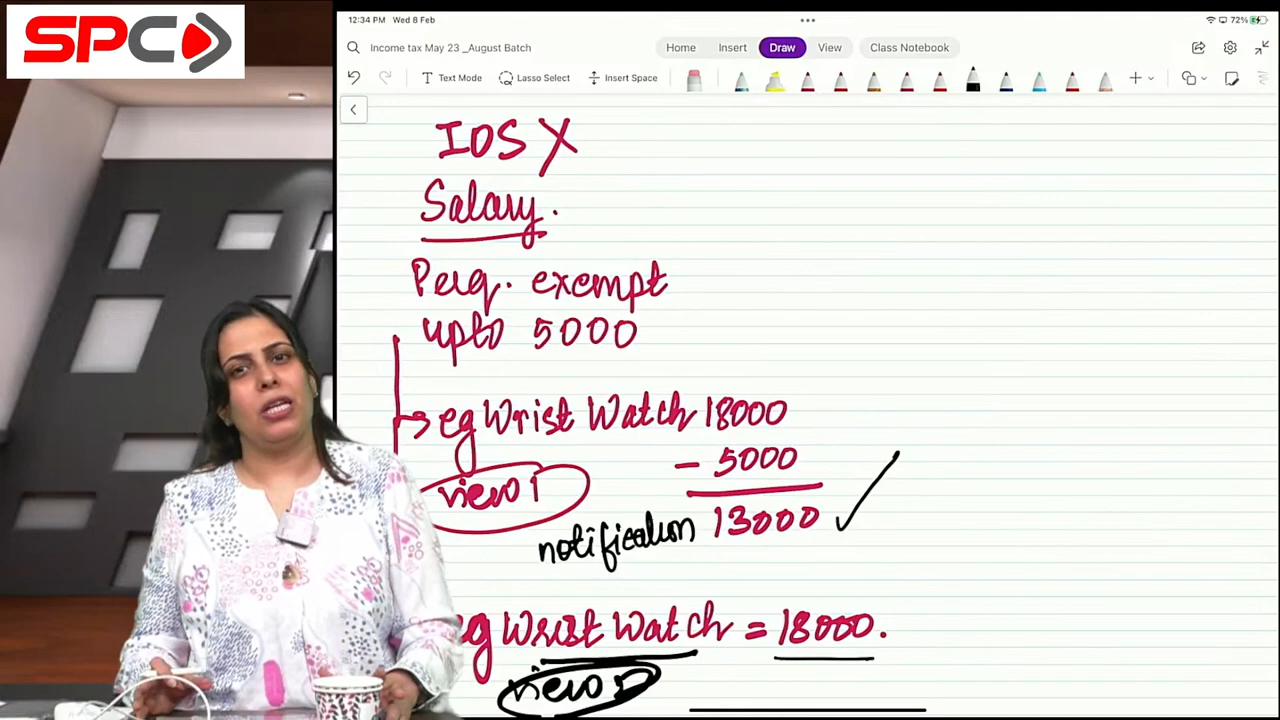 SPC
12:34 PM Wed 8 Feb
72%
Income tax May 23 _August Batch
Home Insert Draw View Class Notebook
Text Mode Lasso Select Insert Space
IOS X
Salary.
Perq. exempt
upto 5000
eg Wrist Watch 18000
- 5000
view 1
notification 13000 ✓
eg Wrist Watch = 18000.
view